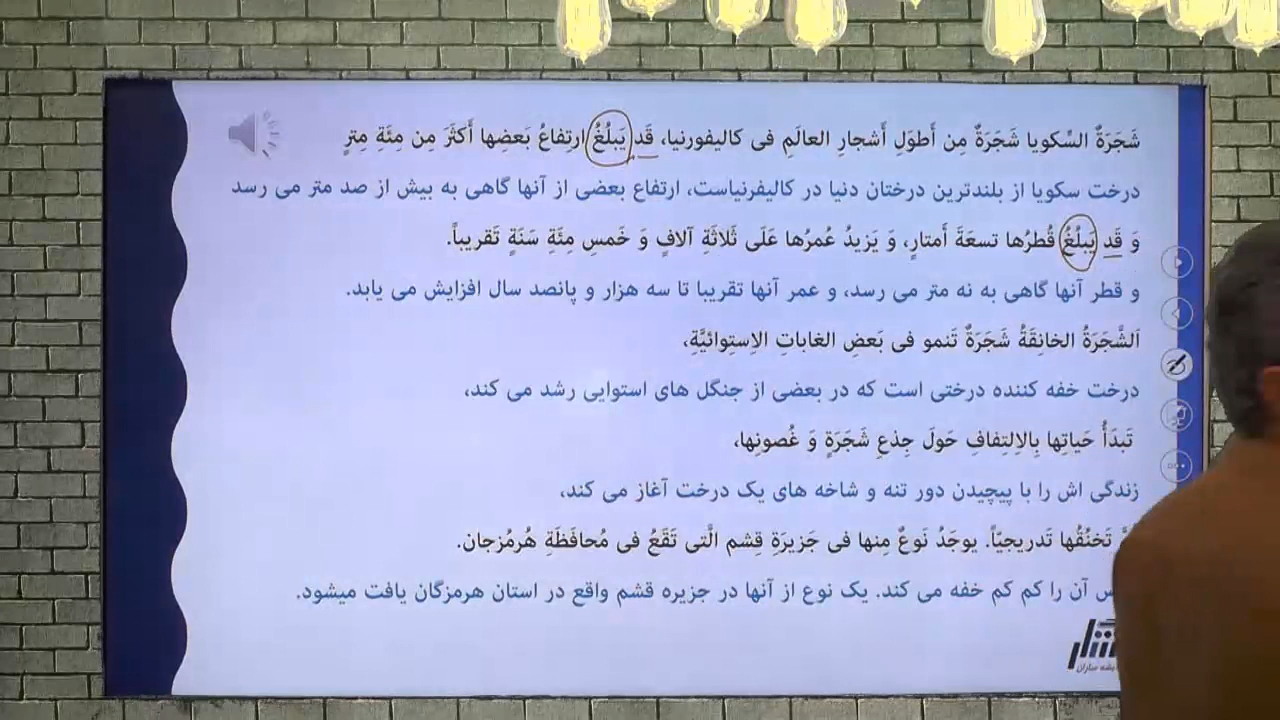 شَجَرَةُ السِّکویا شَجَرَةٌ مِن أَطوَلِ أَشجارِ العالَمِ فی کالیفورنیا، قَد یَبلُغُ ارتفاعُ بَعضِها أَکثَرَ مِن مِئَةِ مِترٍ
درخت سکویا از بلندترین درختان دنیا در کالیفرنیاست، ارتفاع بعضی از آنها گاهی به بیش از صد متر می رسد
وَ قَد یَبلُغُ قُطرُها تسعَةَ أَمتارٍ، وَ یَزیدُ عُمرُها عَلَی ثَلاثَةِ آلافٍ وَ خَمسِ مِئَةِ سَنَةٍ تَقریباً.
و قطر آنها گاهی به نه متر می رسد، و عمر آنها تقریبا تا سه هزار و پانصد سال افزایش می یابد.
اَلشَّجَرَةُ الخانِقَةُ شَجَرَةٌ تَنمو فی بَعضِ الغاباتِ الاِستِوائیَّةِ،
درخت خفه کننده درختی است که در بعضی از جنگل های استوایی رشد می کند،
تَبدَأُ حَیاتِها بِالاِلتِفافِ حَولَ جِذعِ شَجَرَةٍ وَ غُصونِها،
زندگی اش را با پیچیدن دور تنه و شاخه های یک درخت آغاز می کند،
تَخنُقُها تَدریجیّاً. یوجَدُ نَوعٌ مِنها فی جَزیرَةِ قِشم الَّتی تَقَعُ فی مُحافَظَةِ هُرمُزجان.
آن را کم کم خفه می کند. یک نوع از آنها در جزیره قشم واقع در استان هرمزگان یافت میشود.